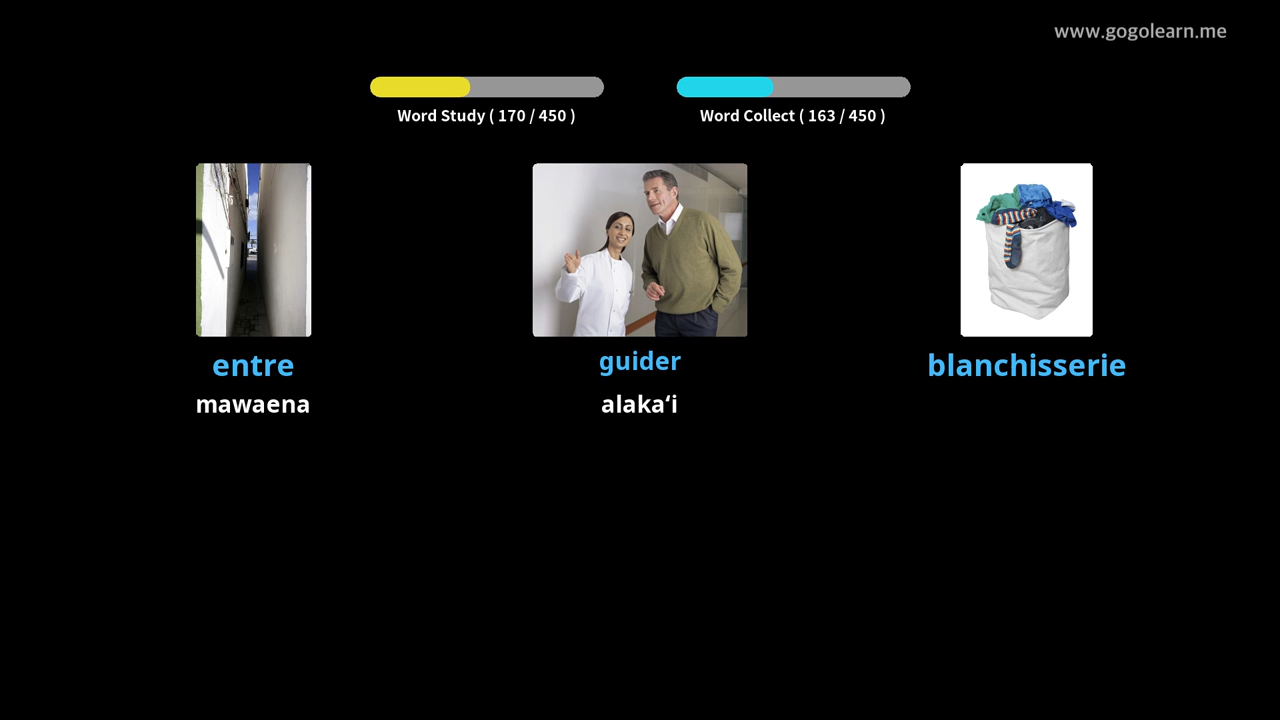 www.gogolearn.me
Word Study ( 170 / 450 )
Word Collect ( 163 / 450 )
entre
mawaena
guider
alakaʻi
blanchisserie